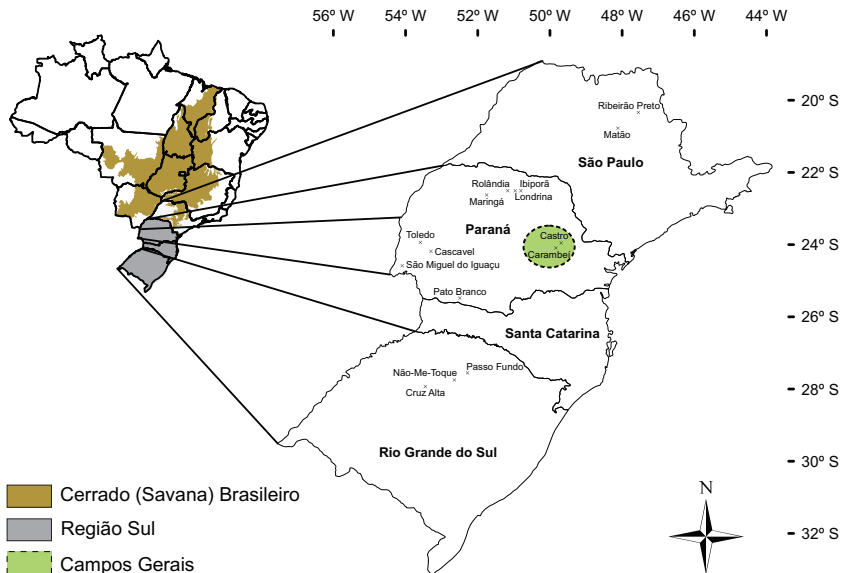 56º W 54º W 52º W 50º W 48º W 46º W 44º W
20º S
Ribeirão Preto
Matão
São Paulo
22º S
Rolândia Ibiporã
Maringá Londrina
Paraná
Toledo
Castro
24º S
Cascavel
Carambeí
São Miguel do Iguaçu
Pato Branco
26º S
Santa Catarina
Não-Me-Toque Passo Fundo
Cruz Alta
28º S
Rio Grande do Sul
30º S
32º S
N
Cerrado (Savana) Brasileiro
Região Sul
Campos Gerais